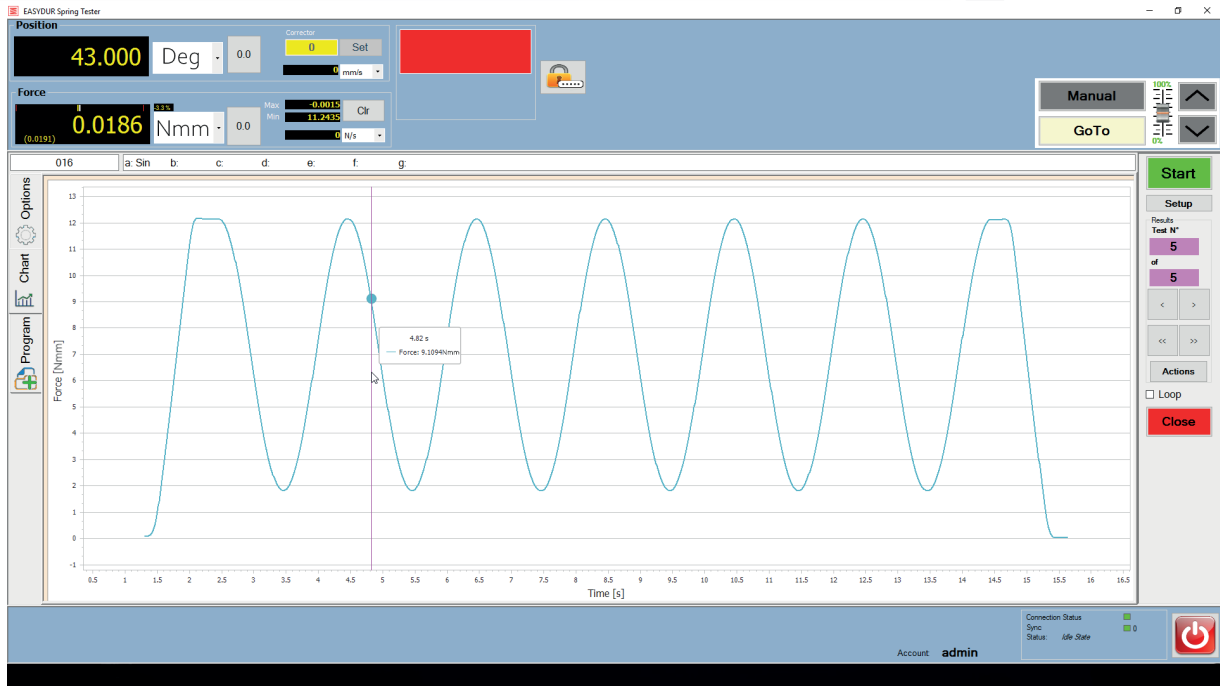 EASYDUR Spring Tester
Position
43.000 Deg 0.0
Corrector
0 Set
0 mm/s
Force
-3.3 %
0.0186 Nmm 0.0
(0.0191)
Max -0.0015
Min 11.2435
Clr
0 N/s
Manual
GoTo
100%
0%
016 a: Sin b: c: d: e: f: g:
Options
Chart
Program
Force [Nmm]
13
12
11
10
9
8
7
6
5
4
3
2
1
0
-1
4.82 s
Force: 9.1094Nmm
0.5 1 1.5 2 2.5 3 3.5 4 4.5 5 5.5 6 6.5 7 7.5 8 8.5 9 9.5 10 10.5 11 11.5 12 12.5 13 13.5 14 14.5 15 15.5 16 16.5
Time [s]
Start
Setup
Results
Test N°
5
of
5
< >
<< >>
Actions
Loop
Close
Connection Status
Sync 0
Status: Idle State
Account admin